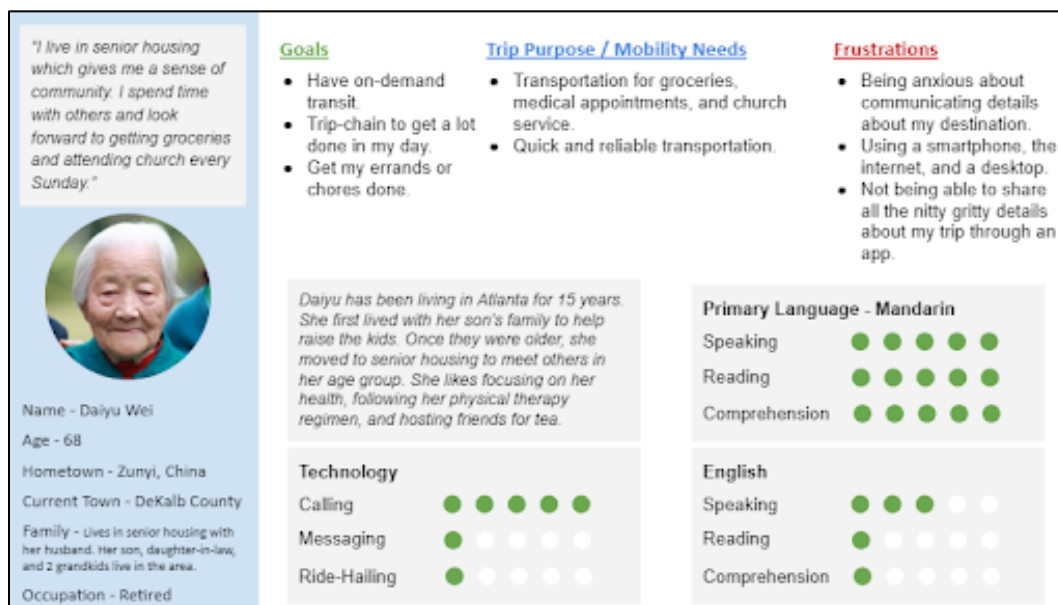 "I live in senior housing
which gives me a sense of
community. I spend time
with others and look
forward to getting groceries
and attending church every
Sunday."
Name - Daiyu Wei
Age - 68
Hometown - Zunyi, China
Current Town - DeKalb County
Family - Lives in senior housing with
her husband. Her son, daughter-in-law,
and 2 grandkids live in the area.
Occupation - Retired
Goals
● Have on-demand
transit.
● Trip-chain to get a lot
done in my day.
● Get my errands or
chores done.
Trip Purpose / Mobility Needs
● Transportation for groceries,
medical appointments, and church
service.
● Quick and reliable transportation.
Frustrations
● Being anxious about
communicating details
about my destination.
● Using a smartphone, the
internet, and a desktop.
● Not being able to share
all the nitty gritty details
about my trip through an
app.
Daiyu has been living in Atlanta for 15 years.
She first lived with her son's family to help
raise the kids. Once they were older, she
moved to senior housing to meet others in
her age group. She likes focusing on her
health, following her physical therapy
regimen, and hosting friends for tea.
Primary Language - Mandarin
Speaking
Reading
Comprehension
Technology
Calling
Messaging
Ride-Hailing
English
Speaking
Reading
Comprehension